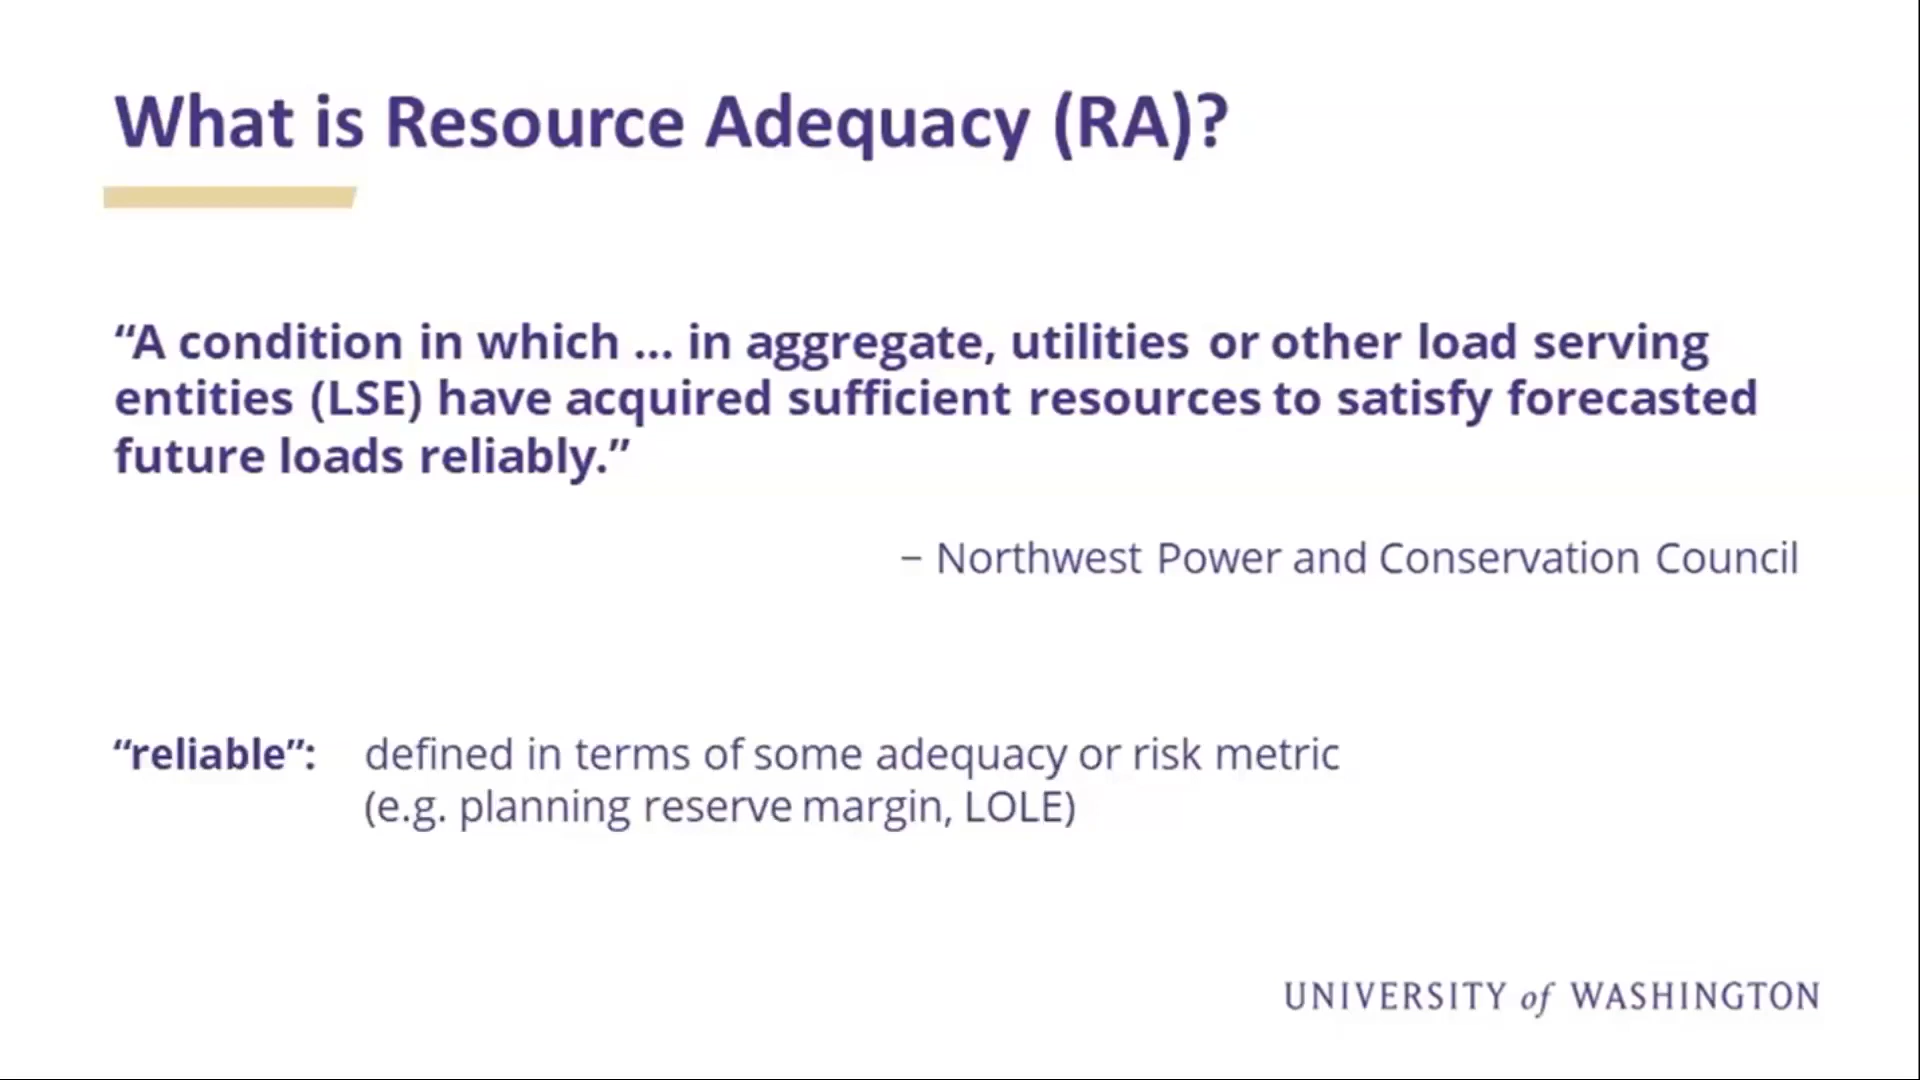 What is Resource Adequacy (RA)?
“A condition in which ... in aggregate, utilities or other load serving
entities (LSE) have acquired sufficient resources to satisfy forecasted
future loads reliably.”
– Northwest Power and Conservation Council
“reliable”: defined in terms of some adequacy or risk metric
(e.g. planning reserve margin, LOLE)
UNIVERSITY of WASHINGTON